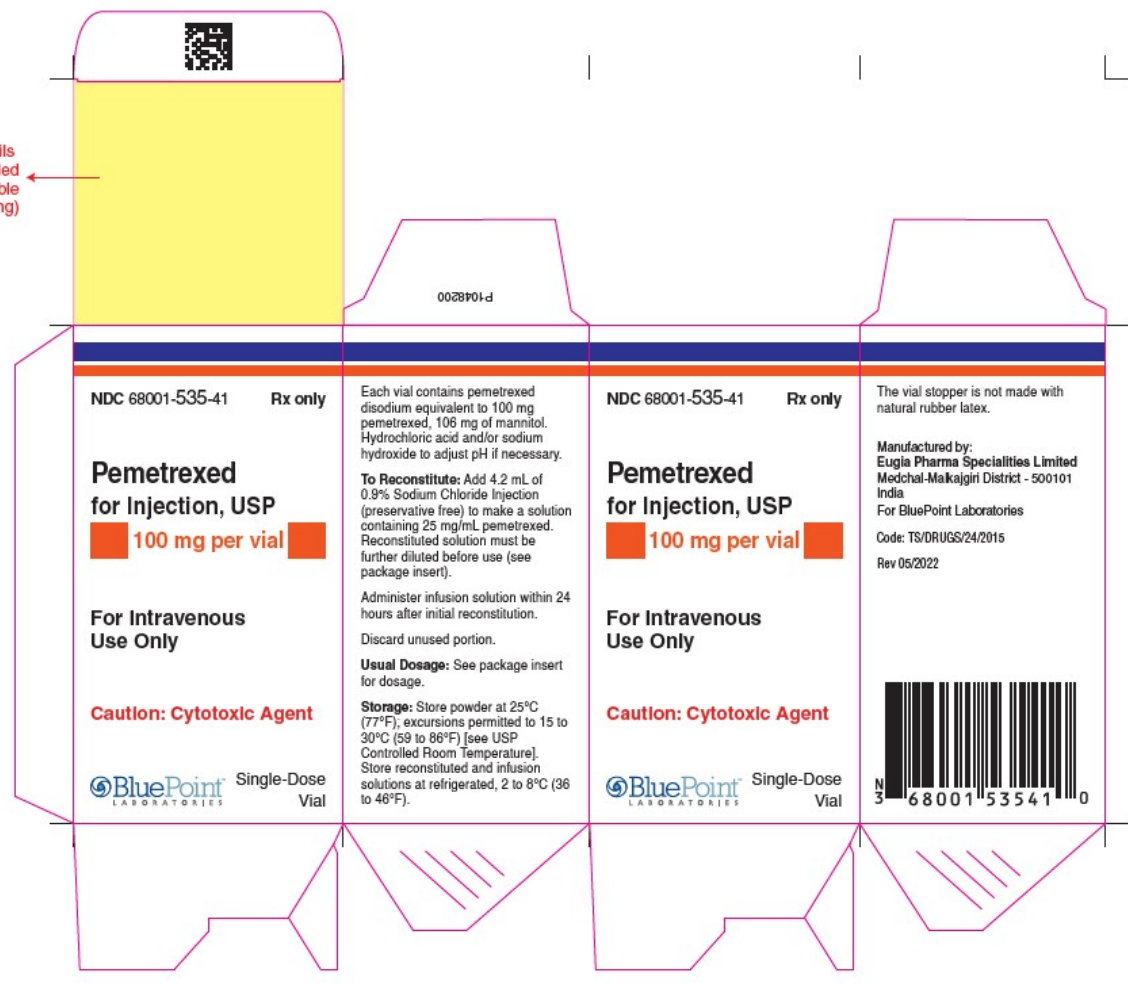 ils
ed
ble
ng)
P1048200
NDC 68001-535-41 Rx only
Pemetrexed
for Injection, USP
100 mg per vial
For Intravenous
Use Only
Caution: Cytotoxic Agent
BluePoint™
LABORATORIES
Single-Dose
Vial
Each vial contains pemetrexed
disodium equivalent to 100 mg
pemetrexed, 106 mg of mannitol.
Hydrochloric acid and/or sodium
hydroxide to adjust pH if necessary.
To Reconstitute: Add 4.2 mL of
0.9% Sodium Chloride Injection
(preservative free) to make a solution
containing 25 mg/mL pemetrexed.
Reconstituted solution must be
further diluted before use (see
package insert).
Administer infusion solution within 24
hours after initial reconstitution.
Discard unused portion.
Usual Dosage: See package insert
for dosage.
Storage: Store powder at 25°C
(77°F); excursions permitted to 15 to
30°C (59 to 86°F) [see USP
Controlled Room Temperature].
Store reconstituted and infusion
solutions at refrigerated, 2 to 8°C (36
to 46°F).
NDC 68001-535-41 Rx only
Pemetrexed
for Injection, USP
100 mg per vial
For Intravenous
Use Only
Caution: Cytotoxic Agent
BluePoint™
LABORATORIES
Single-Dose
Vial
The vial stopper is not made with
natural rubber latex.
Manufactured by:
Eugia Pharma Specialities Limited
Medchal-Malkajgiri District - 500101
India
For BluePoint Laboratories
Code: TS/DRUGS/24/2015
Rev 05/2022
N
3 68001 53541 0